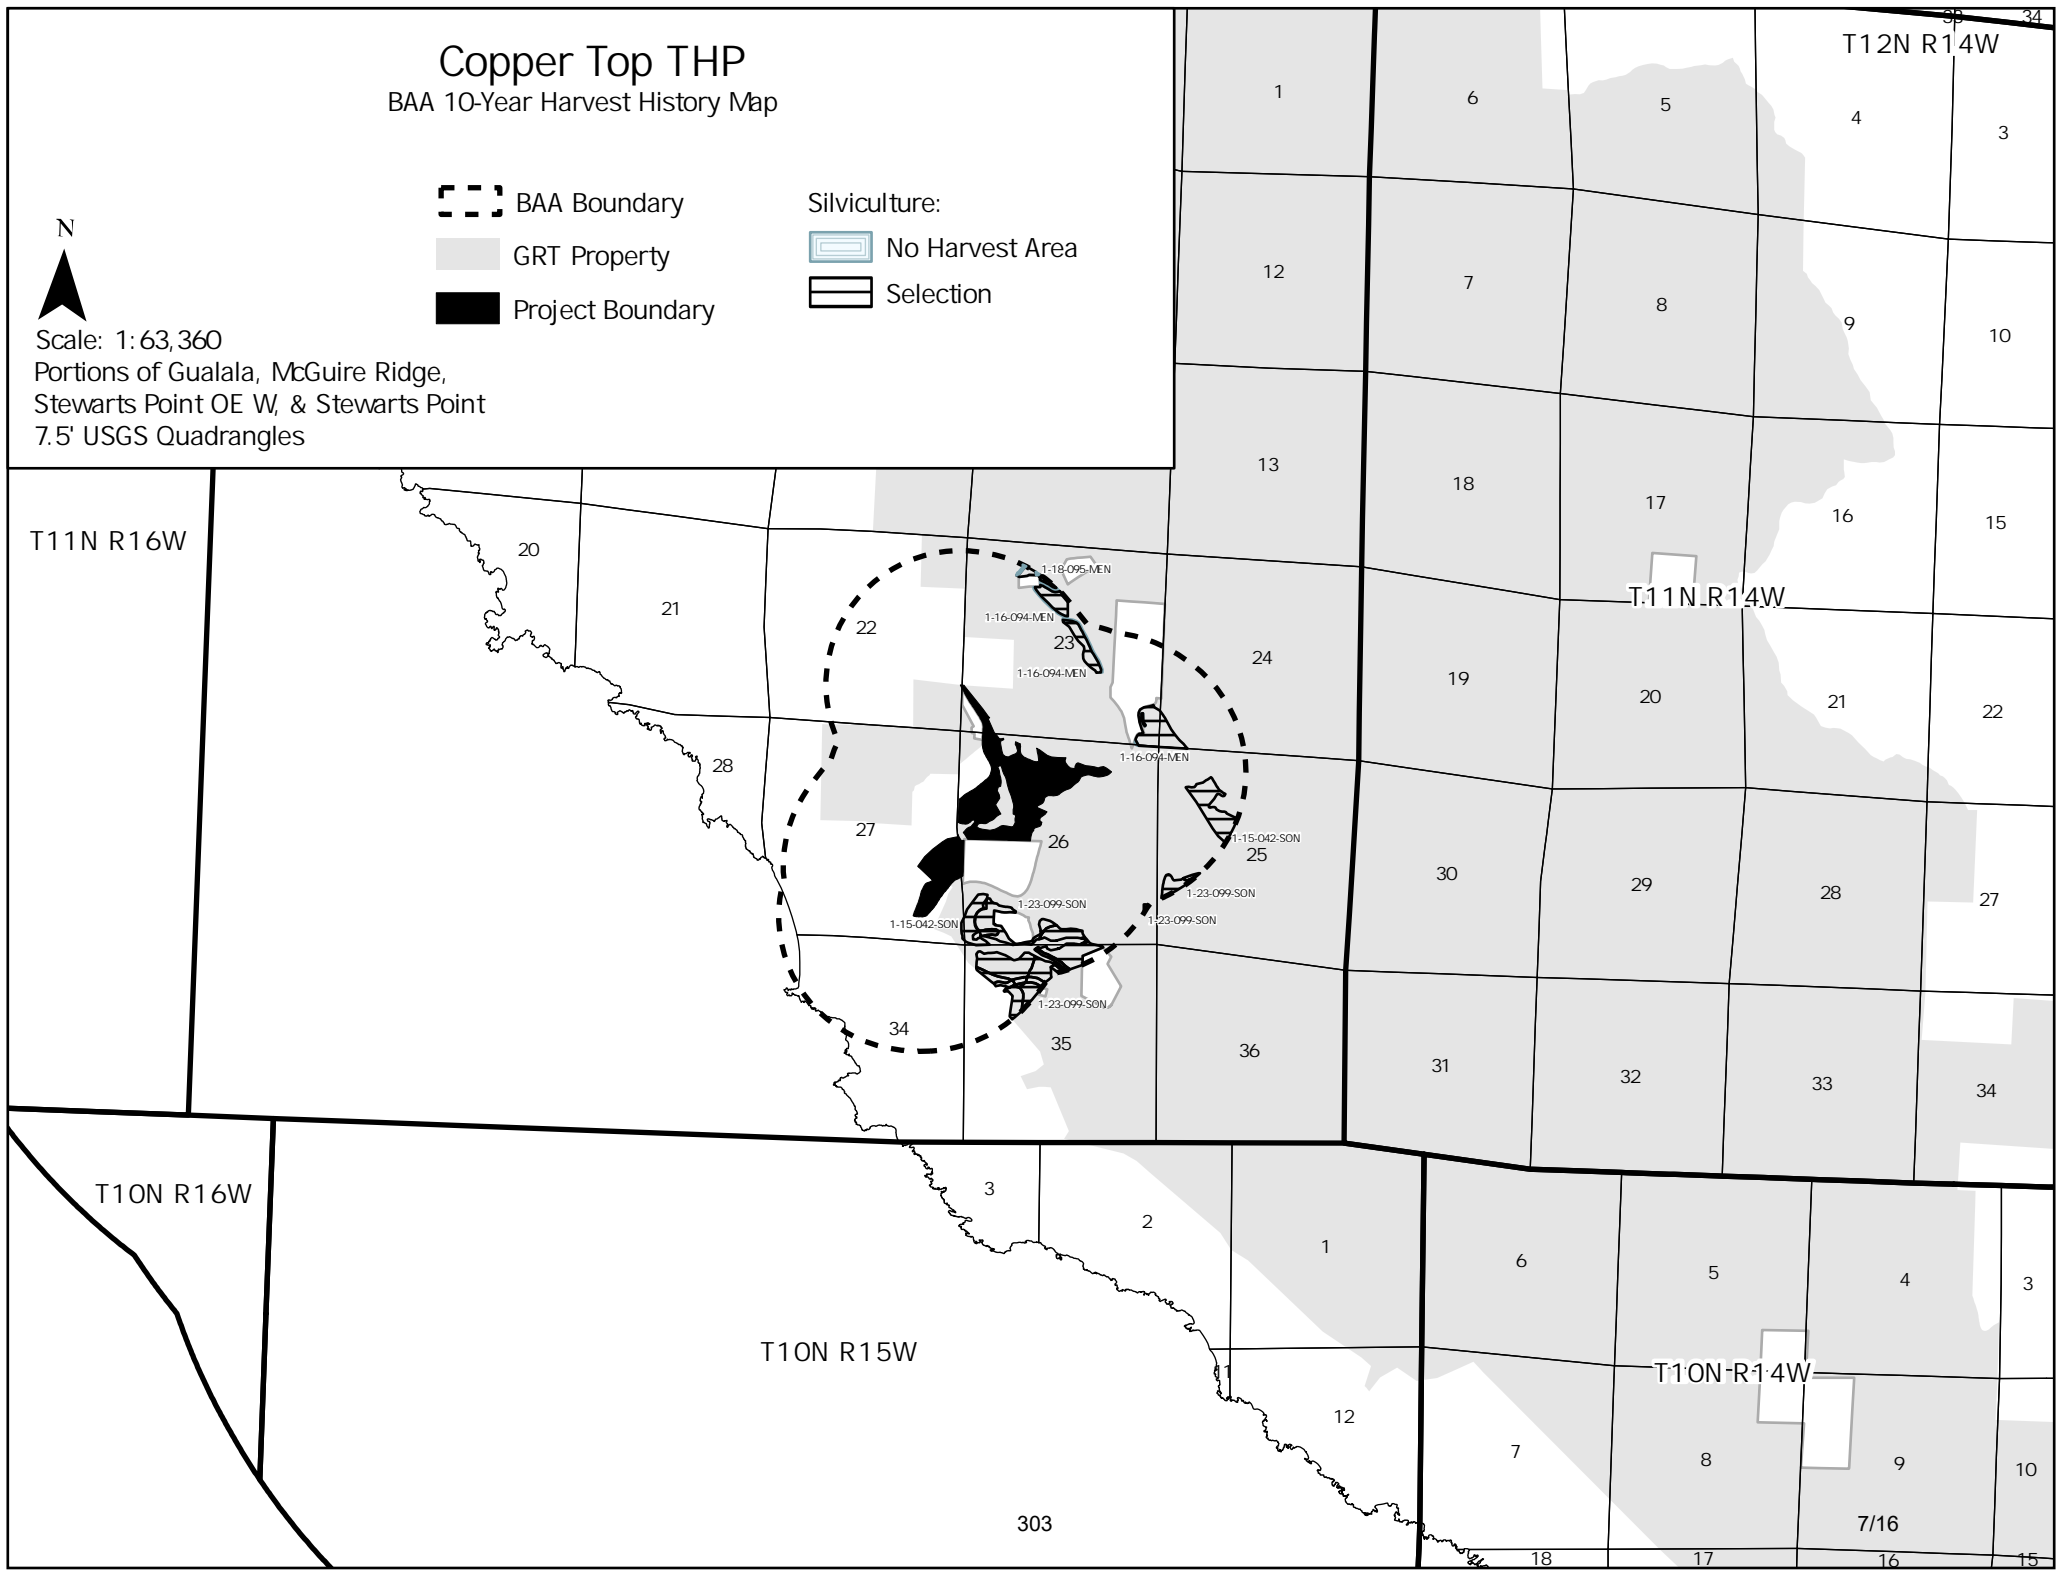 Copper Top THP
BAA 10-Year Harvest History Map
BAA Boundary
GRT Property
Project Boundary
Silviculture:
No Harvest Area
Selection
N
Scale: 1:63,360
Portions of Gualala, McGuire Ridge,
Stewarts Point OE W, & Stewarts Point
7.5' USGS Quadrangles
33
34
T12N R14W
1
6
5
4
3
12
7
8
9
10
13
18
17
16
15
T11N R16W
20
21
22
23
24
19
20
21
22
T11N R14W
1-18-095-MEN
1-16-094-MEN
1-16-094-MEN
1-16-094-MEN
28
27
26
25
30
29
28
27
1-15-042-SON
1-23-099-SON
1-23-099-SON
1-23-099-SON
1-15-042-SON
1-23-099-SON
34
35
36
31
32
33
34
T10N R16W
3
2
1
6
5
4
3
T10N R15W
T10N R14W
11
12
7
8
9
10
303
7/16
18
17
16
15